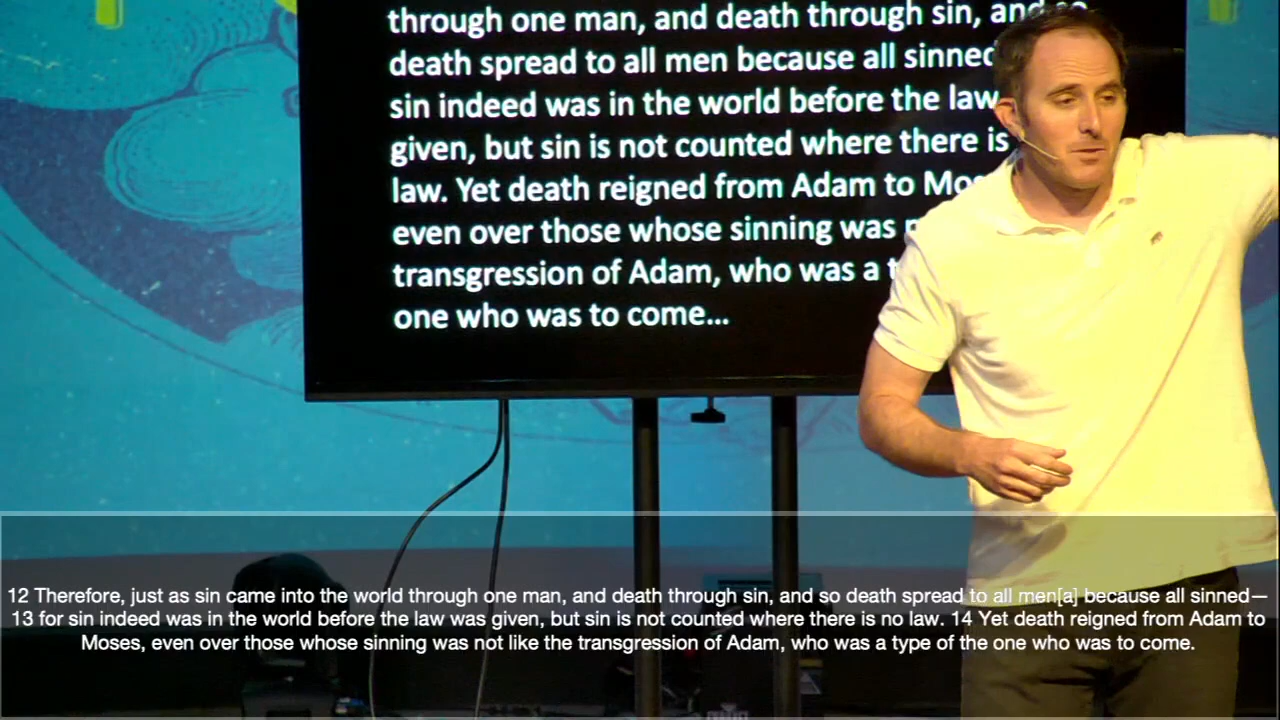 through one man, and death through sin, and so
death spread to all men because all sinned
sin indeed was in the world before the law
given, but sin is not counted where there is
law. Yet death reigned from Adam to Mos
even over those whose sinning was
transgression of Adam, who was a t
one who was to come...
12 Therefore, just as sin came into the world through one man, and death through sin, and so death spread to all men[a] because all sinned—
13 for sin indeed was in the world before the law was given, but sin is not counted where there is no law. 14 Yet death reigned from Adam to
Moses, even over those whose sinning was not like the transgression of Adam, who was a type of the one who was to come.